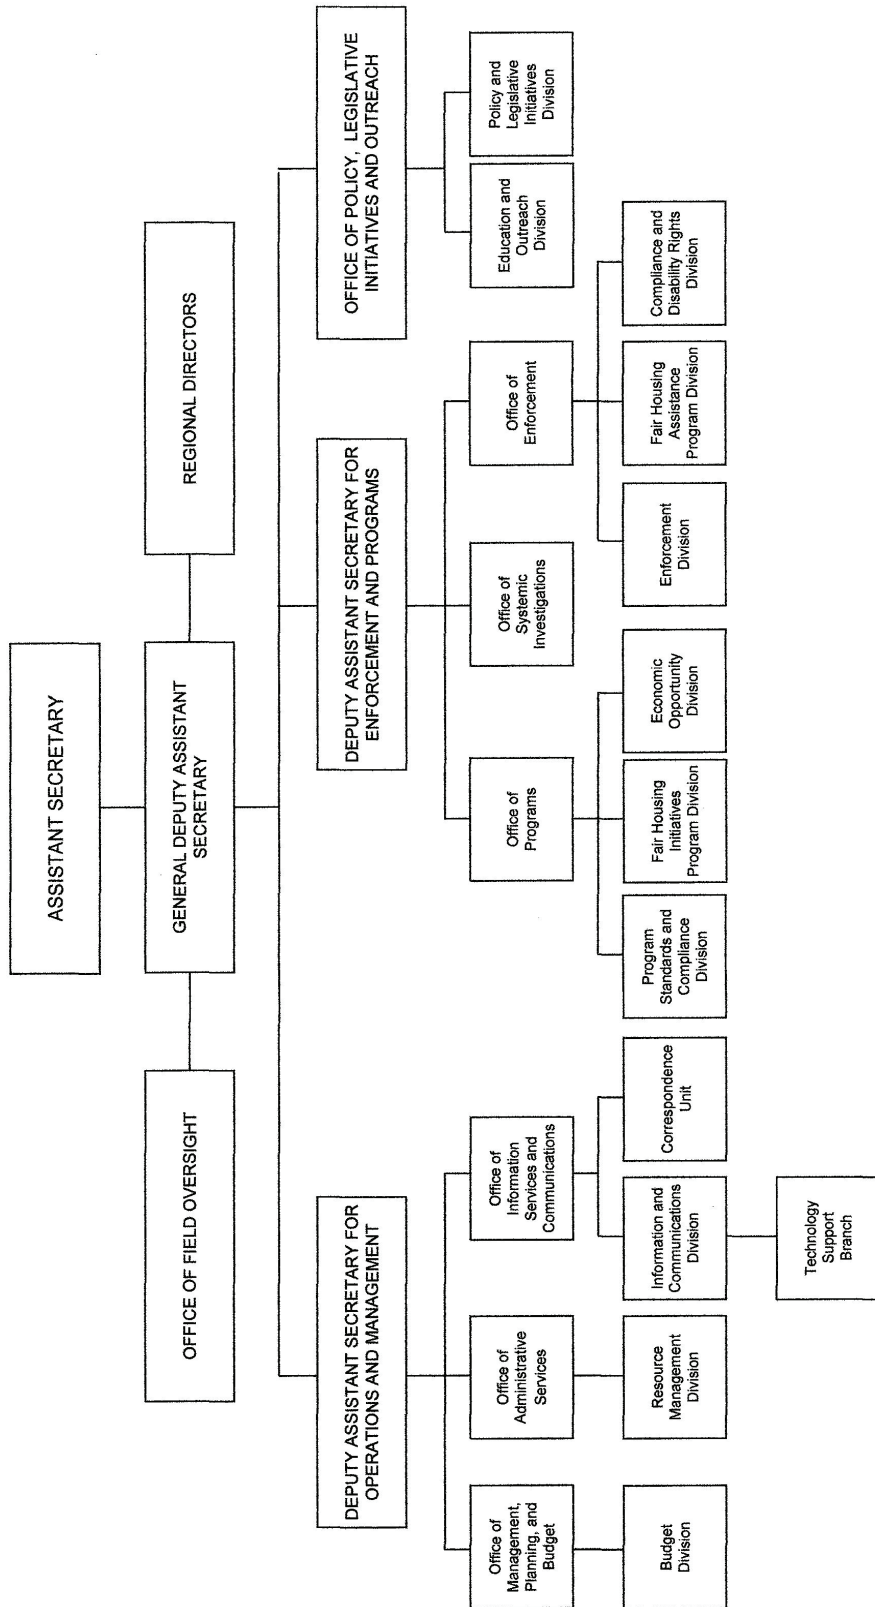 ASSISTANT SECRETARY
OFFICE OF FIELD OVERSIGHT
GENERAL DEPUTY ASSISTANT
SECRETARY
REGIONAL DIRECTORS
DEPUTY ASSISTANT SECRETARY FOR
OPERATIONS AND MANAGEMENT
DEPUTY ASSISTANT SECRETARY FOR
ENFORCEMENT AND PROGRAMS
OFFICE OF POLICY, LEGISLATIVE
INITIATIVES AND OUTREACH
Office of
Management,
Planning, and
Budget
Office of
Administrative
Services
Office of
Information
Services and
Communications
Office of
Programs
Office of
Systemic
Investigations
Office of
Enforcement
Education and
Outreach
Division
Policy and
Legislative
Initiatives
Division
Budget
Division
Resource
Management
Division
Information and
Communications
Division
Correspondence
Unit
Program
Standards and
Compliance
Division
Fair Housing
Initiatives
Program Division
Economic
Opportunity
Division
Enforcement
Division
Fair Housing
Assistance
Program Division
Compliance and
Disability Rights
Division
Technology
Support
Branch